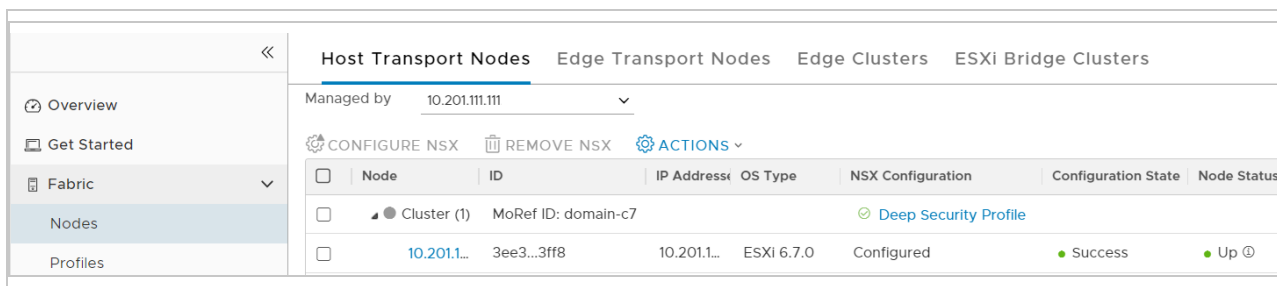 Host Transport Nodes Edge Transport Nodes Edge Clusters ESXi Bridge Clusters
Overview
Get Started
Fabric
Nodes
Profiles
Managed by 10.201.111.111
CONFIGURE NSX REMOVE NSX ACTIONS
Node ID IP Addresse OS Type NSX Configuration Configuration State Node Status
Cluster (1) MoRef ID: domain-c7 Deep Security Profile
10.201.1... 3ee3...3ff8 10.201.1... ESXi 6.7.0 Configured Success Up